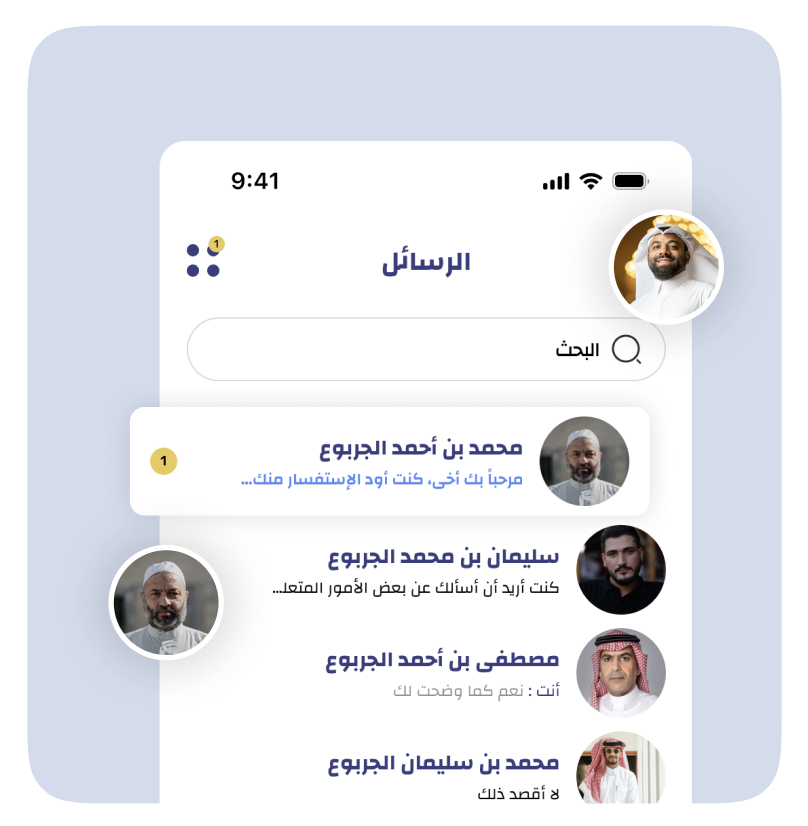 9:41
1
الرسائل
البحث
محمد بن أحمد الجربوع
مرحباً بك أخى، كنت أود الإستفسار منك...
1
سليمان بن محمد الجربوع
كنت أريد أن أسألك عن بعض الأمور المتعلـ...
مصطفى بن أحمد الجربوع
أنت : نعم كما وضحت لك
محمد بن سليمان الجربوع
لا أقصد ذلك